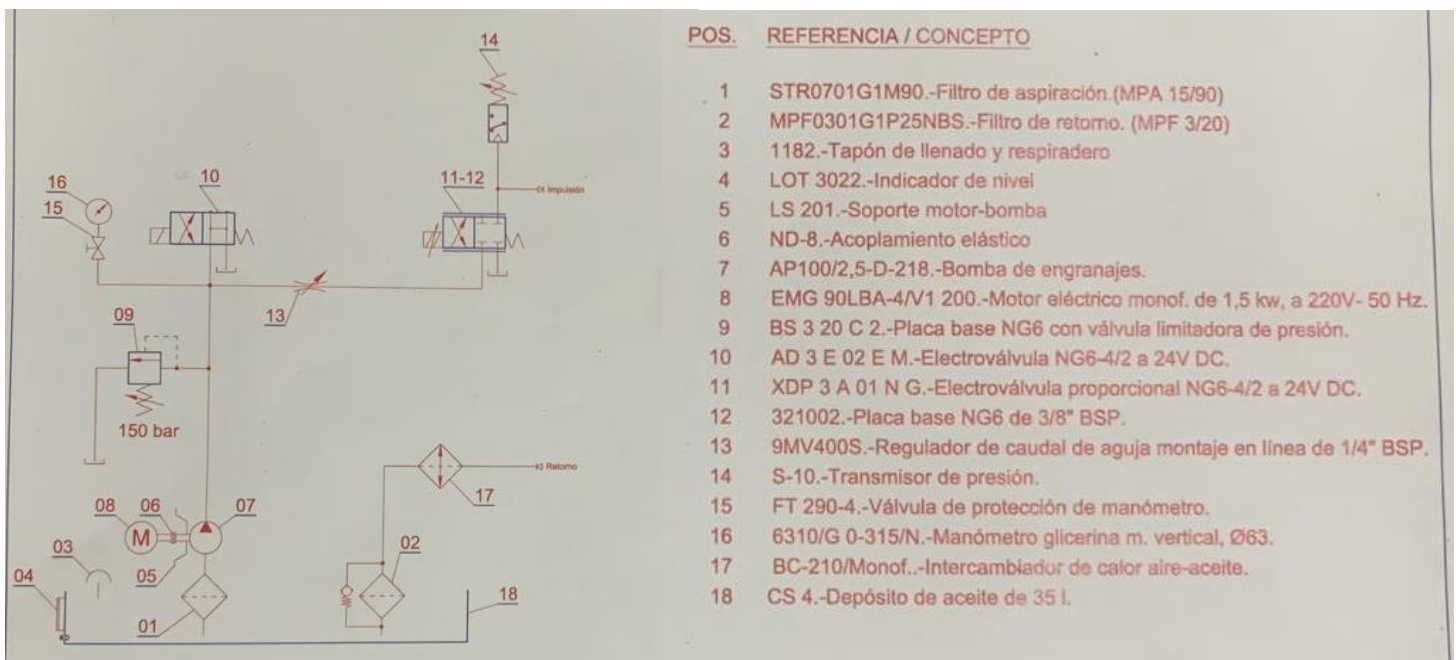 14
16
10
11-12
Impulsión
15
13
09
150 bar
Retorno
17
08
06
07
M
03
02
04
05
18
01
POS. REFERENCIA / CONCEPTO
1 STR0701G1M90.-Filtro de aspiración.(MPA 15/90)
2 MPF0301G1P25NBS.-Filtro de retorno. (MPF 3/20)
3 1182.-Tapón de llenado y respiradero
4 LOT 3022.-Indicador de nivel
5 LS 201.-Soporte motor-bomba
6 ND-8.-Acoplamiento elástico
7 AP100/2,5-D-218.-Bomba de engranajes.
8 EMG 90LBA-4/V1 200.-Motor eléctrico monof. de 1,5 kw, a 220V- 50 Hz.
9 BS 3 20 C 2.-Placa base NG6 con válvula limitadora de presión.
10 AD 3 E 02 E M.-Electroválvula NG6-4/2 a 24V DC.
11 XDP 3 A 01 N G.-Electroválvula proporcional NG6-4/2 a 24V DC.
12 321002.-Placa base NG6 de 3/8" BSP.
13 9MV400S.-Regulador de caudal de aguja montaje en línea de 1/4" BSP.
14 S-10.-Transmisor de presión.
15 FT 290-4.-Válvula de protección de manómetro.
16 6310/G 0-315/N.-Manómetro glicerina m. vertical, Ø63.
17 BC-210/Monof..-Intercambiador de calor aire-aceite.
18 CS 4.-Depósito de aceite de 35 l.